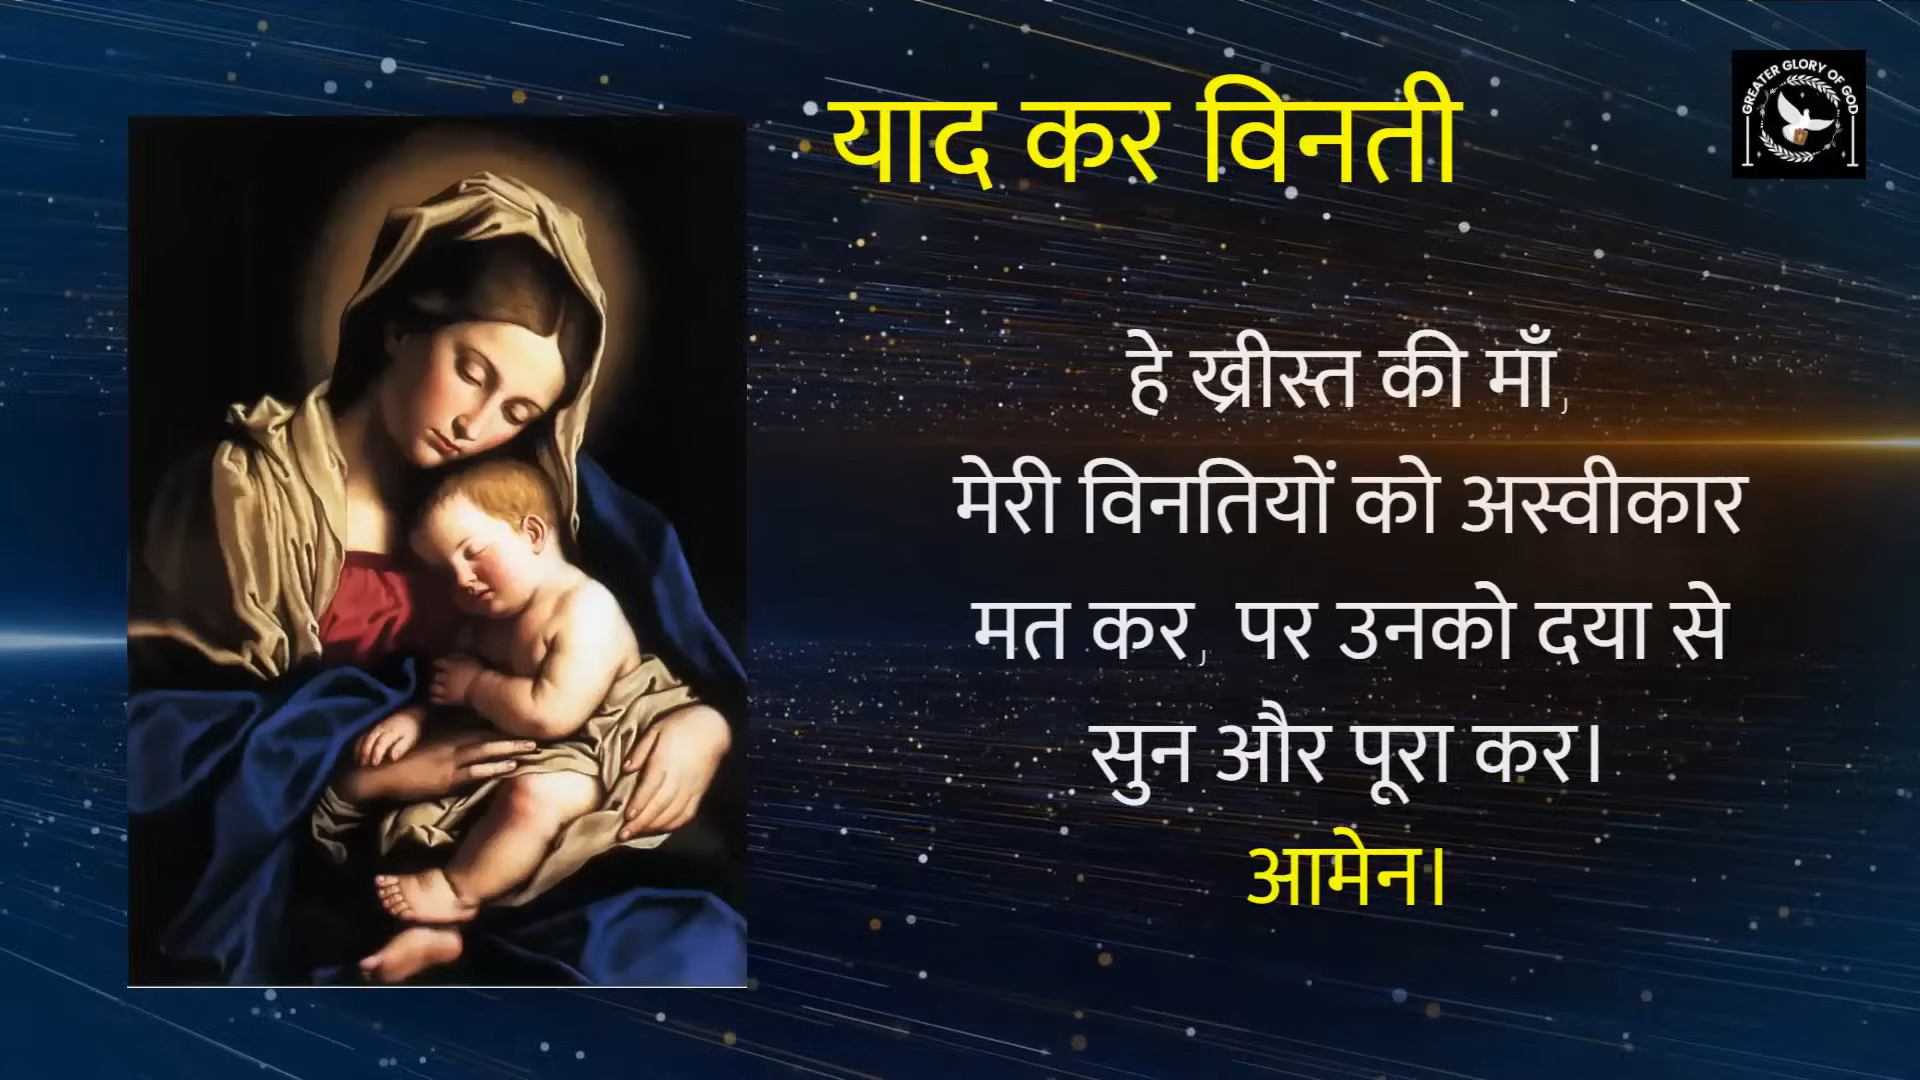 याद कर विनती
GREATER GLORY OF GOD
हे ख्रीस्त की माँ,
मेरी विनतियों को अस्वीकार
मत कर, पर उनको दया से
सुन और पूरा कर।
आमेन।